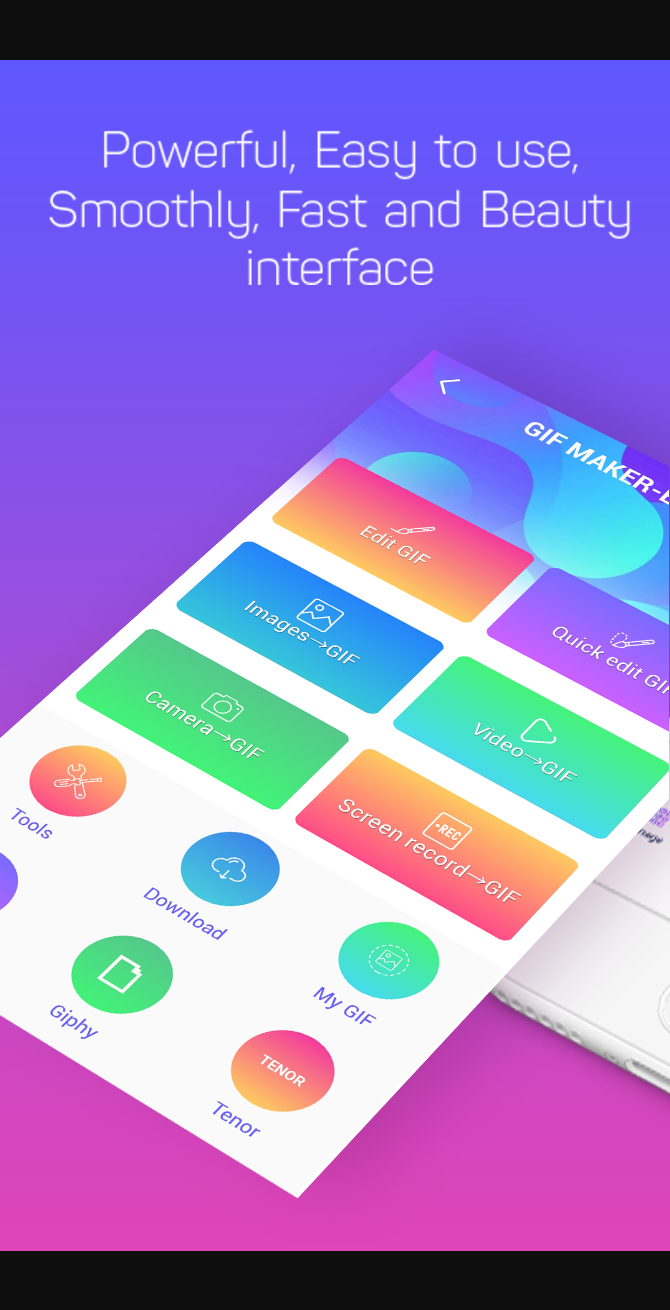 Powerful, Easy to use,
Smoothly, Fast and Beauty
interface
GIF MAKER-E
Edit GIF
Quick edit GIF
Images→GIF
Video→GIF
Camera→GIF
•REC
Screen record→GIF
Tools
Download
My GIF
Giphy
TENOR
Tenor